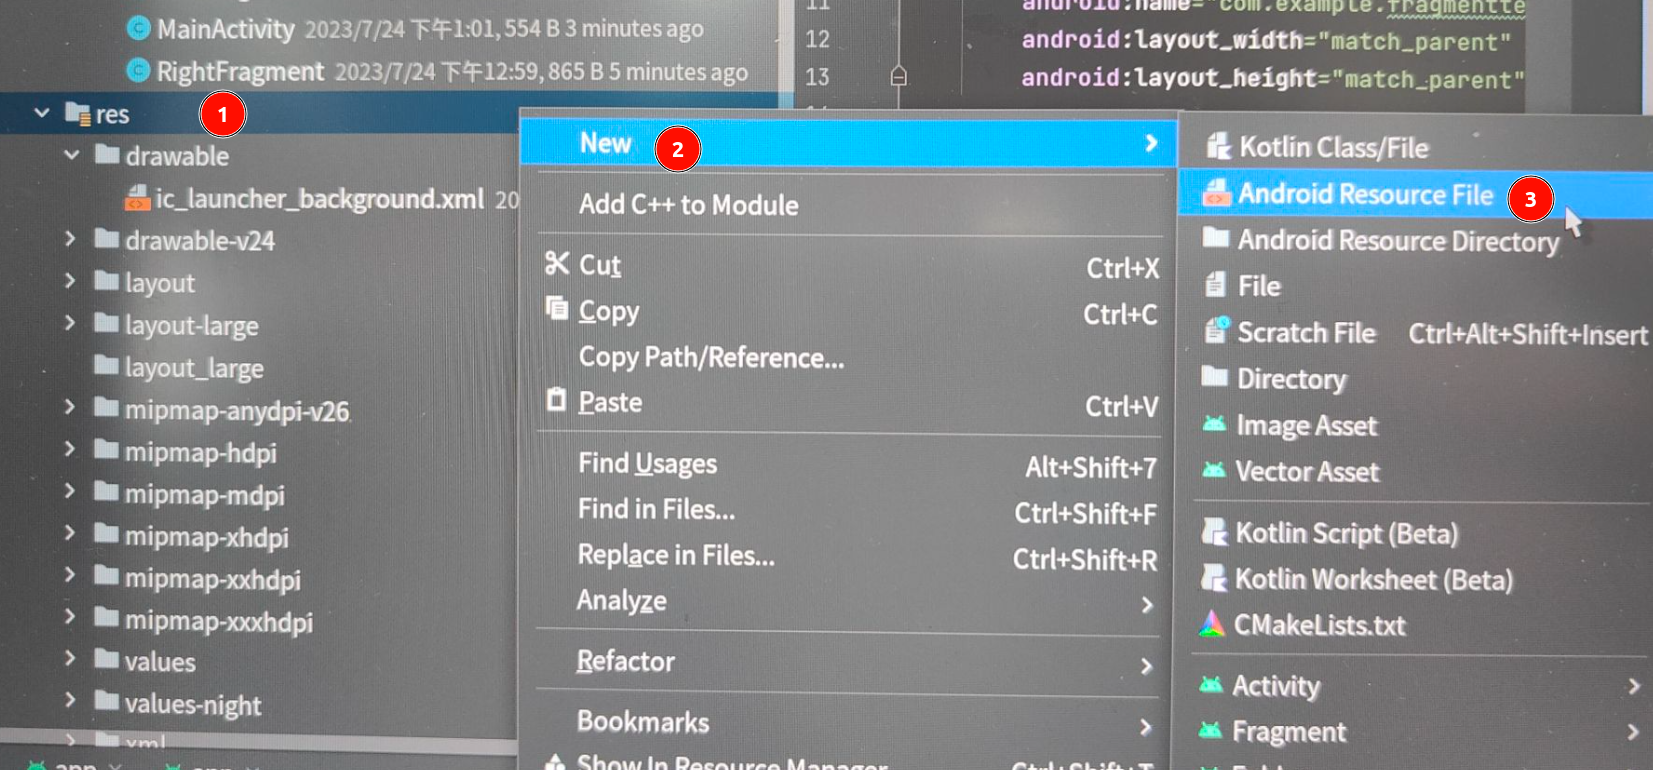 MainActivity 2023/7/24 下午1:01, 554 B 3 minutes ago
RightFragment 2023/7/24 下午12:59, 865 B 5 minutes ago
res
1
drawable
ic_launcher_background.xml 20
drawable-v24
layout
layout-large
layout_large
mipmap-anydpi-v26
mipmap-hdpi
mipmap-mdpi
mipmap-xhdpi
mipmap-xxhdpi
mipmap-xxxhdpi
values
values-night
xml
app
11
android:name="com.example.fragmentte
12
android:layout_width="match_parent"
13
android:layout_height="match_parent"
New
2
Add C++ to Module
Cut Ctrl+X
Copy Ctrl+C
Copy Path/Reference...
Paste Ctrl+V
Find Usages Alt+Shift+7
Find in Files... Ctrl+Shift+F
Replace in Files... Ctrl+Shift+R
Analyze
Refactor
Bookmarks
Show In Resource Manager Ctrl+Shift+T
Kotlin Class/File
Android Resource File
3
Android Resource Directory
File
Scratch File Ctrl+Alt+Shift+Insert
Directory
Image Asset
Vector Asset
Kotlin Script (Beta)
Kotlin Worksheet (Beta)
CMakeLists.txt
Activity
Fragment